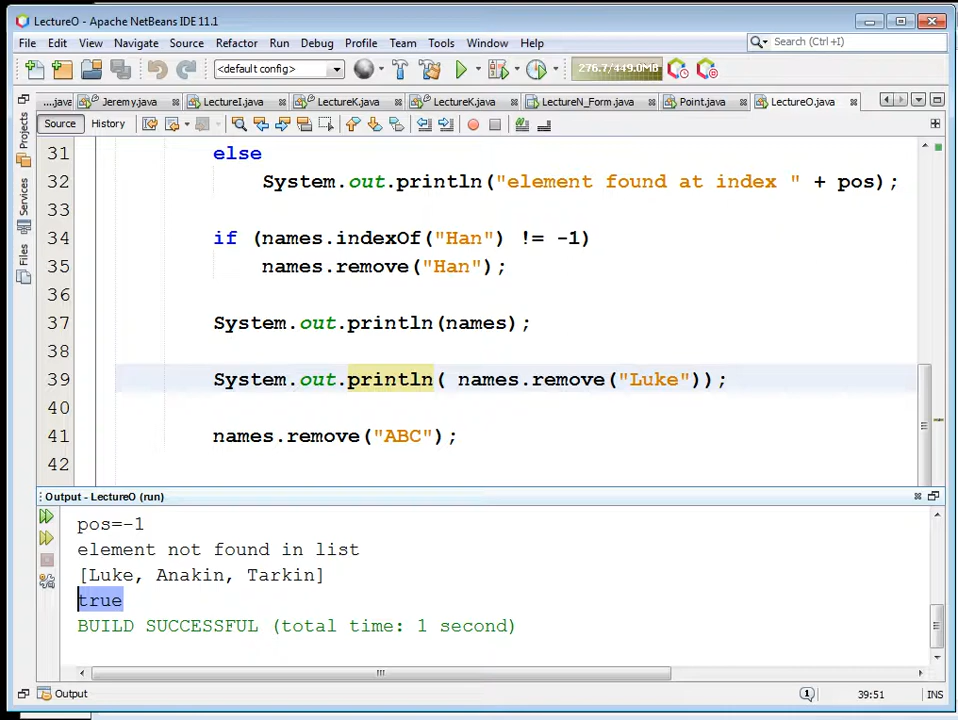 LectureO - Apache NetBeans IDE 11.1
File Edit View Navigate Source Refactor Run Debug Profile Team Tools Window Help
Search (Ctrl+I)
<default config>
276.7/449.0MB
....java Jeremy.java LectureI.java LectureK.java LectureK.java LectureN_Form.java Point.java LectureO.java
Source History
Projects
Services
Files
31 else
32 System.out.println("element found at index " + pos);
33
34 if (names.indexOf("Han") != -1)
35 names.remove("Han");
36
37 System.out.println(names);
38
39 System.out.println( names.remove("Luke"));
40
41 names.remove("ABC");
42
Output - LectureO (run)
pos=-1
element not found in list
[Luke, Anakin, Tarkin]
true
BUILD SUCCESSFUL (total time: 1 second)
Output
1
39:51
INS